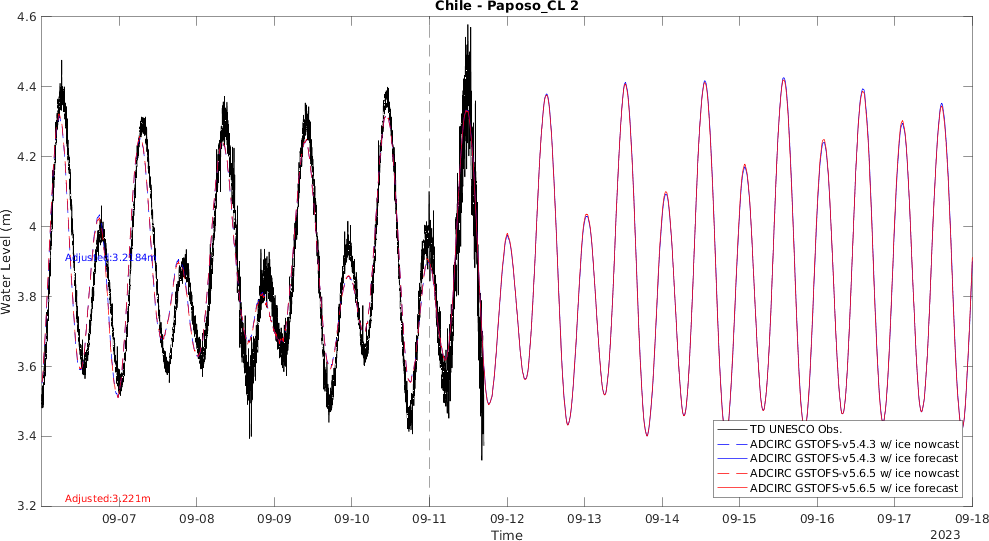 Chile - Paposo_CL 2
4.6
4.4
4.2
4
3.8
3.6
3.4
3.2
Water Level (m)
Adjusted:3.2184m
Adjusted:3.221m
TD UNESCO Obs.
ADCIRC GSTOFS-v5.4.3 w/ ice nowcast
ADCIRC GSTOFS-v5.4.3 w/ ice forecast
ADCIRC GSTOFS-v5.6.5 w/ ice nowcast
ADCIRC GSTOFS-v5.6.5 w/ ice forecast
09-07 09-08 09-09 09-10 09-11 09-12 09-13 09-14 09-15 09-16 09-17 09-18
Time
2023